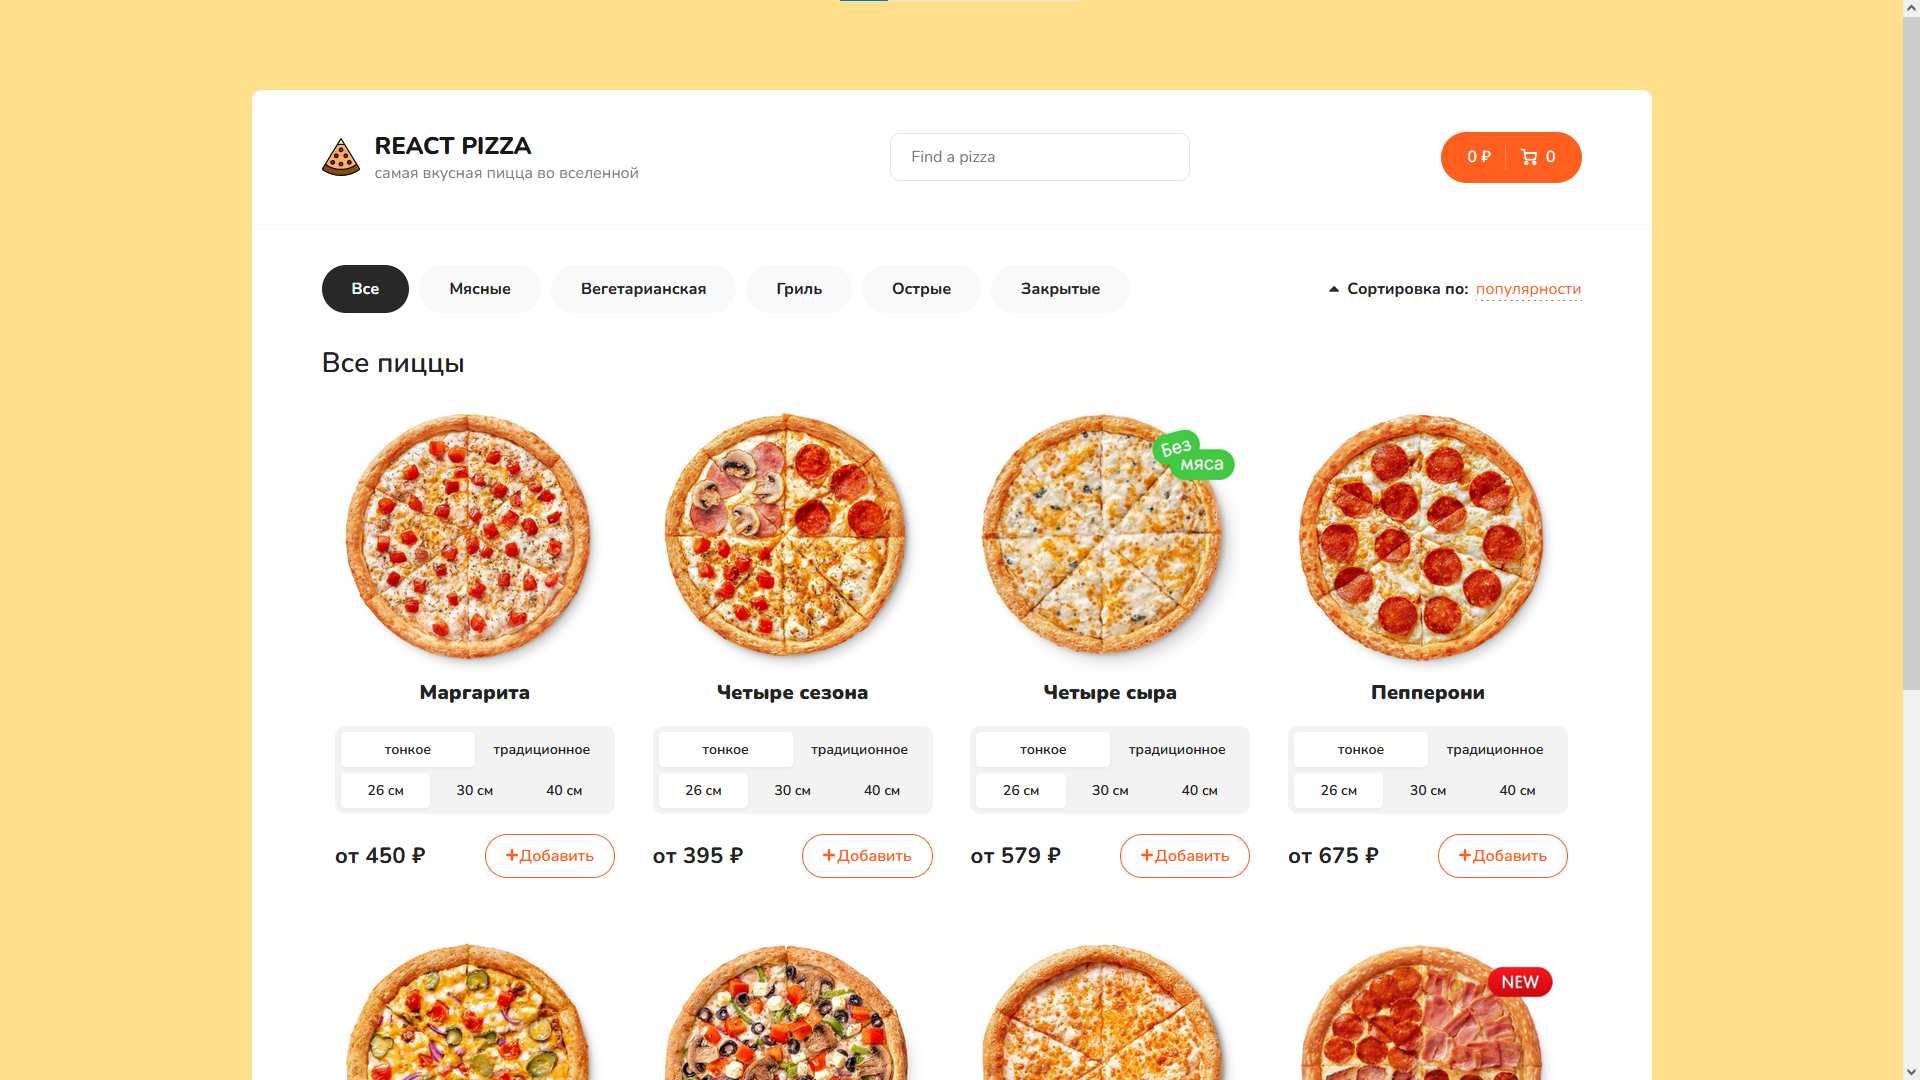 REACT PIZZA
самая вкусная пицца во вселенной
Find a pizza
0 ₽ 0
Все Мясные Вегетарианская Гриль Острые Закрытые Сортировка по: популярности
Все пиццы
Без
мяса
Маргарита Четыре сезона Четыре сыра Пепперони
тонкое традиционное тонкое традиционное тонкое традиционное тонкое традиционное
26 см 30 см 40 см 26 см 30 см 40 см 26 см 30 см 40 см 26 см 30 см 40 см
от 450 ₽ +Добавить от 395 ₽ +Добавить от 579 ₽ +Добавить от 675 ₽ +Добавить
NEW